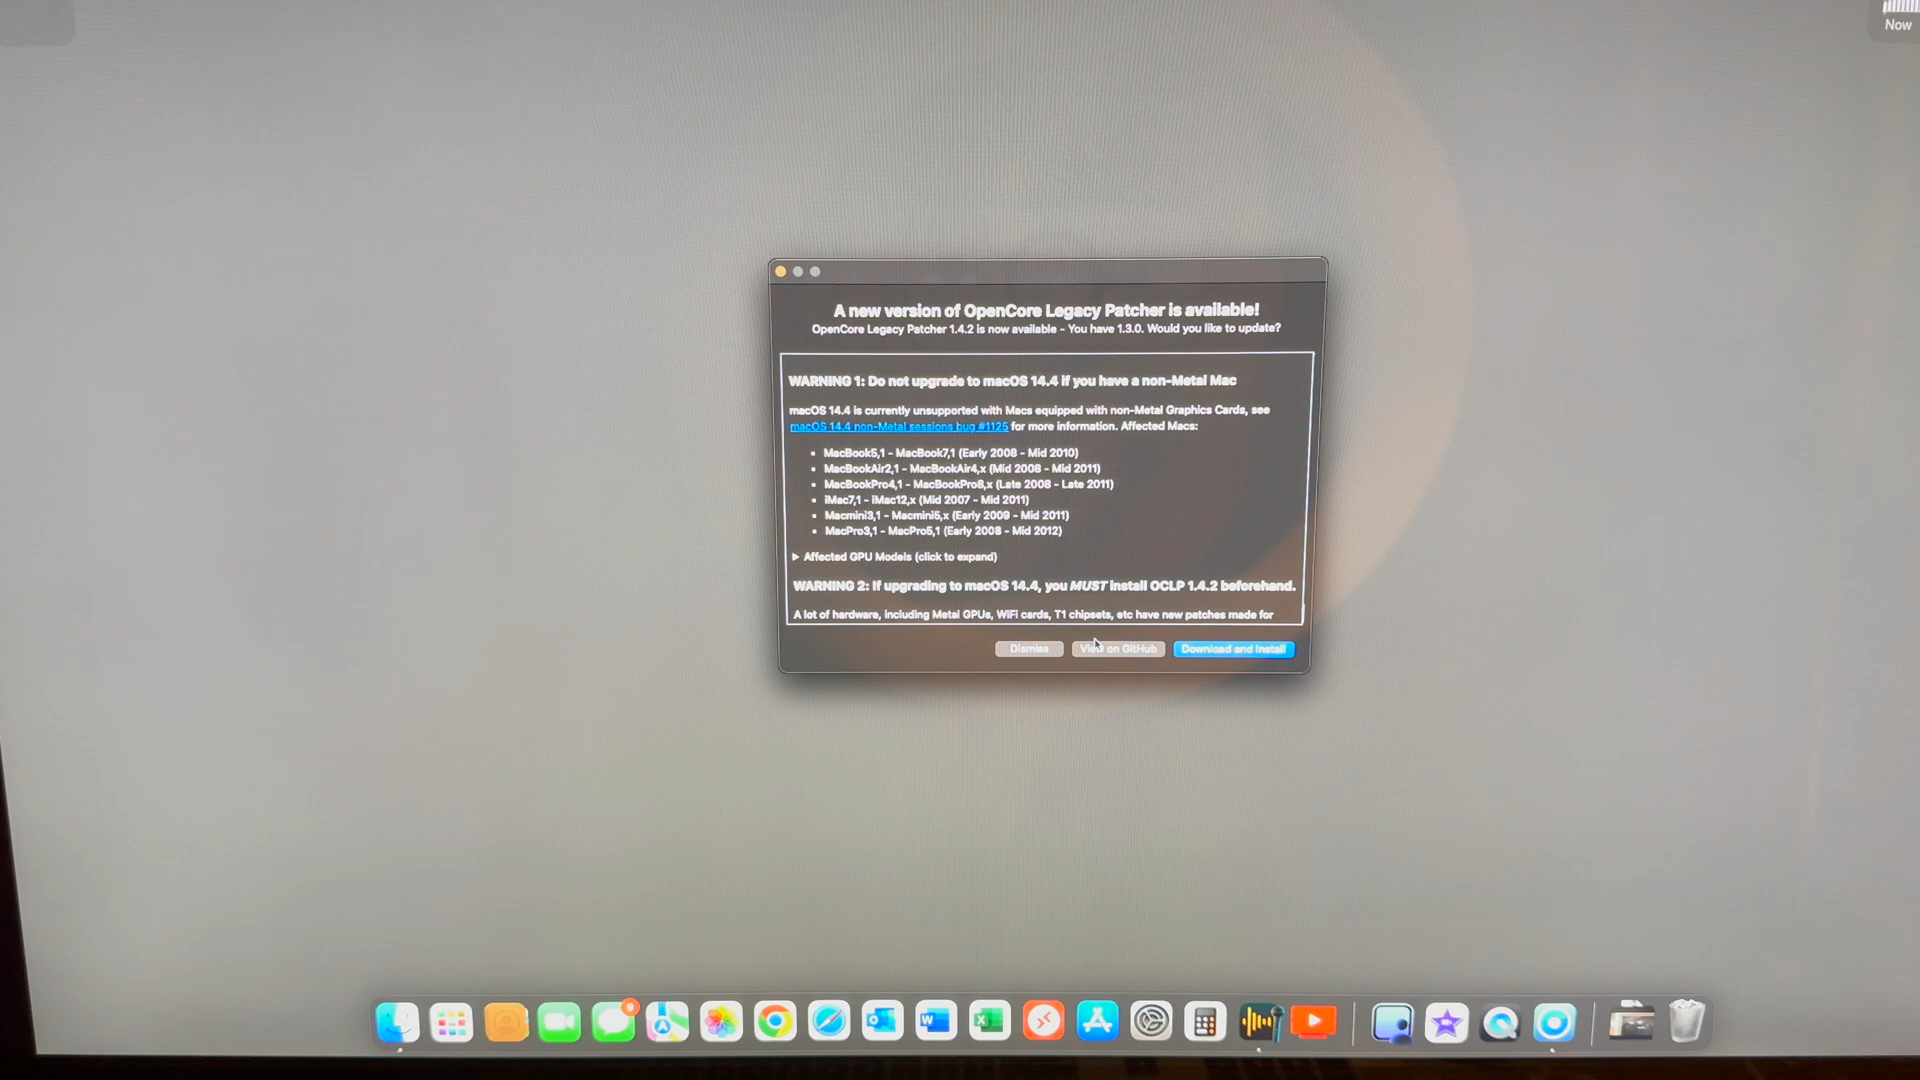 Now
A new version of OpenCore Legacy Patcher is available!
OpenCore Legacy Patcher 1.4.2 is now available - You have 1.3.0. Would you like to update?
WARNING 1: Do not upgrade to macOS 14.4 if you have a non-Metal Mac
macOS 14.4 is currently unsupported with Macs equipped with non-Metal Graphics Cards, see
macOS 14.4 non-Metal sessions bug #1125 for more information. Affected Macs:
• MacBook5,1 - MacBook7,1 (Early 2008 - Mid 2010)
• MacBookAir2,1 - MacBookAir4,x (Mid 2008 - Mid 2011)
• MacBookPro4,1 - MacBookPro8,x (Late 2008 - Late 2011)
• iMac7,1 - iMac12,x (Mid 2007 - Mid 2011)
• Macmini3,1 - Macmini5,x (Early 2009 - Mid 2011)
• MacPro3,1 - MacPro5,1 (Early 2008 - Mid 2012)
▶ Affected GPU Models (click to expand)
WARNING 2: If upgrading to macOS 14.4, you MUST install OCLP 1.4.2 beforehand.
A lot of hardware, including Metal GPUs, WiFi cards, T1 chipsets, etc have new patches made for
Dismiss View on GitHub Download and Install